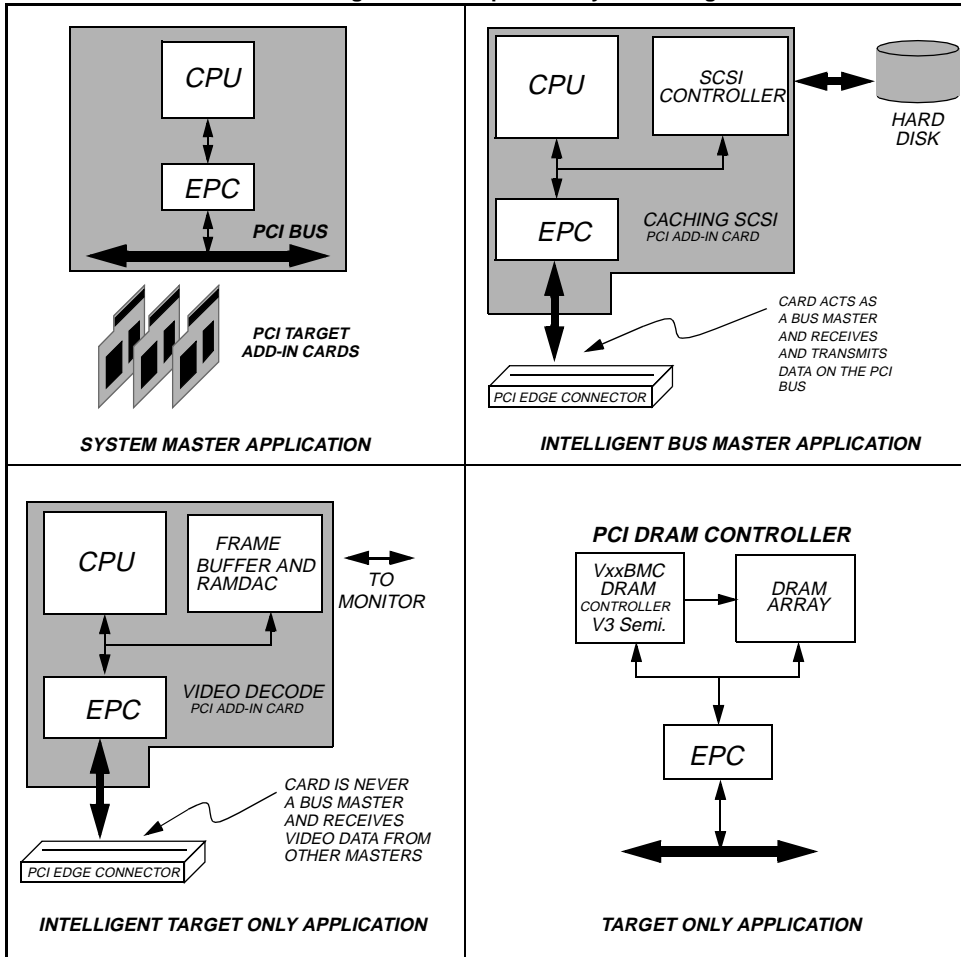 CPU
EPC
PCI BUS
PCI TARGET
ADD-IN CARDS
SYSTEM MASTER APPLICATION
CPU
SCSI
CONTROLLER
HARD
DISK
EPC
CACHING SCSI
PCI ADD-IN CARD
CARD ACTS AS
A BUS MASTER
AND RECEIVES
AND TRANSMITS
DATA ON THE PCI
BUS
PCI EDGE CONNECTOR
INTELLIGENT BUS MASTER APPLICATION
CPU
FRAME
BUFFER AND
RAMDAC
TO
MONITOR
EPC
VIDEO DECODE
PCI ADD-IN CARD
CARD IS NEVER
A BUS MASTER
AND RECEIVES
VIDEO DATA FROM
OTHER MASTERS
PCI EDGE CONNECTOR
INTELLIGENT TARGET ONLY APPLICATION
PCI DRAM CONTROLLER
VxxBMC
DRAM
CONTROLLER
V3 Semi.
DRAM
ARRAY
EPC
TARGET ONLY APPLICATION